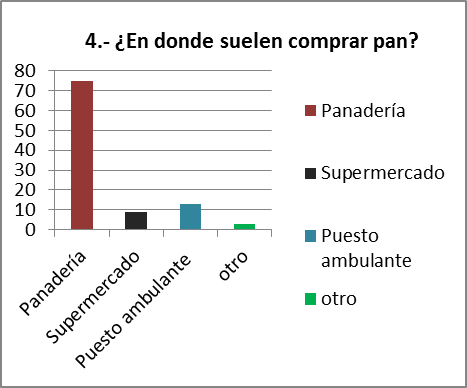 4.- ¿En donde suelen comprar pan?
80
70
60
50
40
30
20
10
0
Panadería
Supermercado
Puesto ambulante
otro
Panadería
Supermercado
Puesto
ambulante
otro